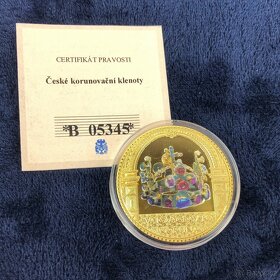 CERTIFIKÁT PRAVOSTI
České korunovační klenoty
*B 05345*